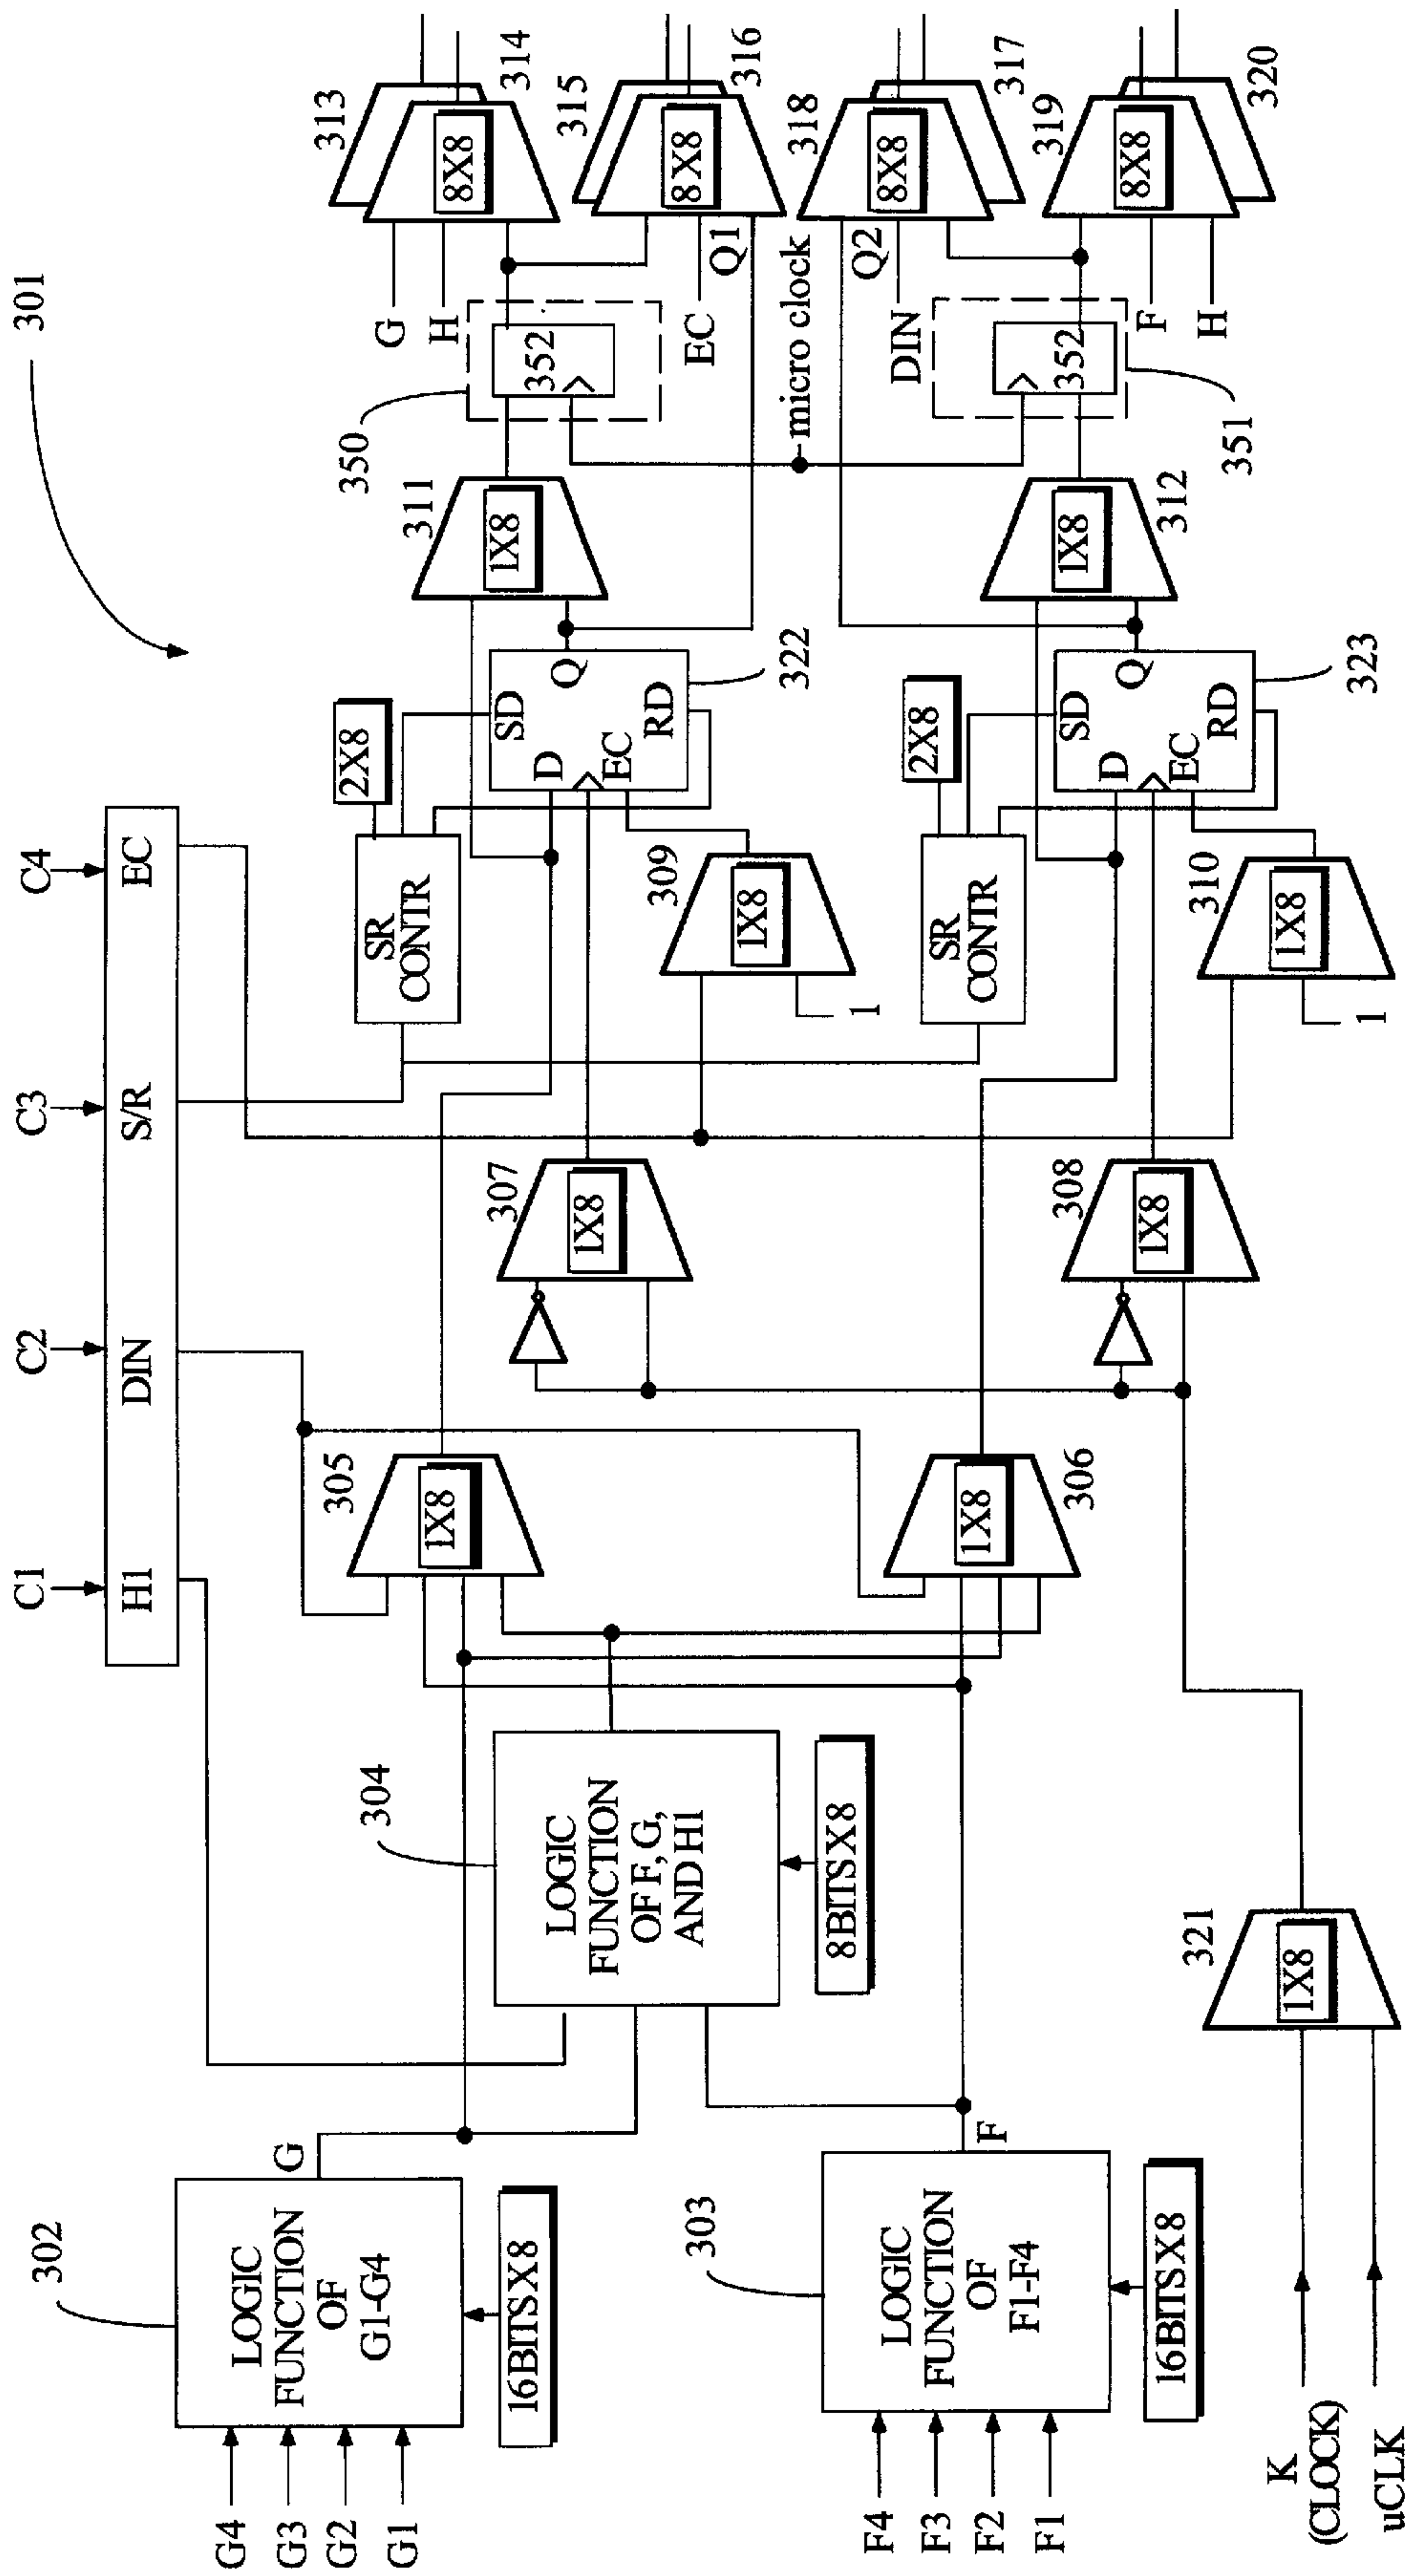 301
C1
C2
C3
C4
H1
DIN
S/R
EC
302
LOGIC
FUNCTION
OF
G1-G4
G4
G3
G2
G1
G
16BITSX8
303
LOGIC
FUNCTION
OF
F1-F4
F4
F3
F2
F1
F
16BITSX8
304
LOGIC
FUNCTION
OF F, G,
AND H1
8BITSX8
K
(CLOCK)
uCLK
321
1X8
305
1X8
306
1X8
307
1X8
308
1X8
SR
CONTR
2X8
309
1X8
1
SR
CONTR
2X8
310
1X8
1
SD
D
Q
EC
RD
322
SD
D
Q
EC
RD
323
311
1X8
312
1X8
350
352
351
352
micro clock
G
H
EC
Q1
Q2
DIN
F
H
313
314
8X8
315
316
8X8
318
317
8X8
319
320
8X8